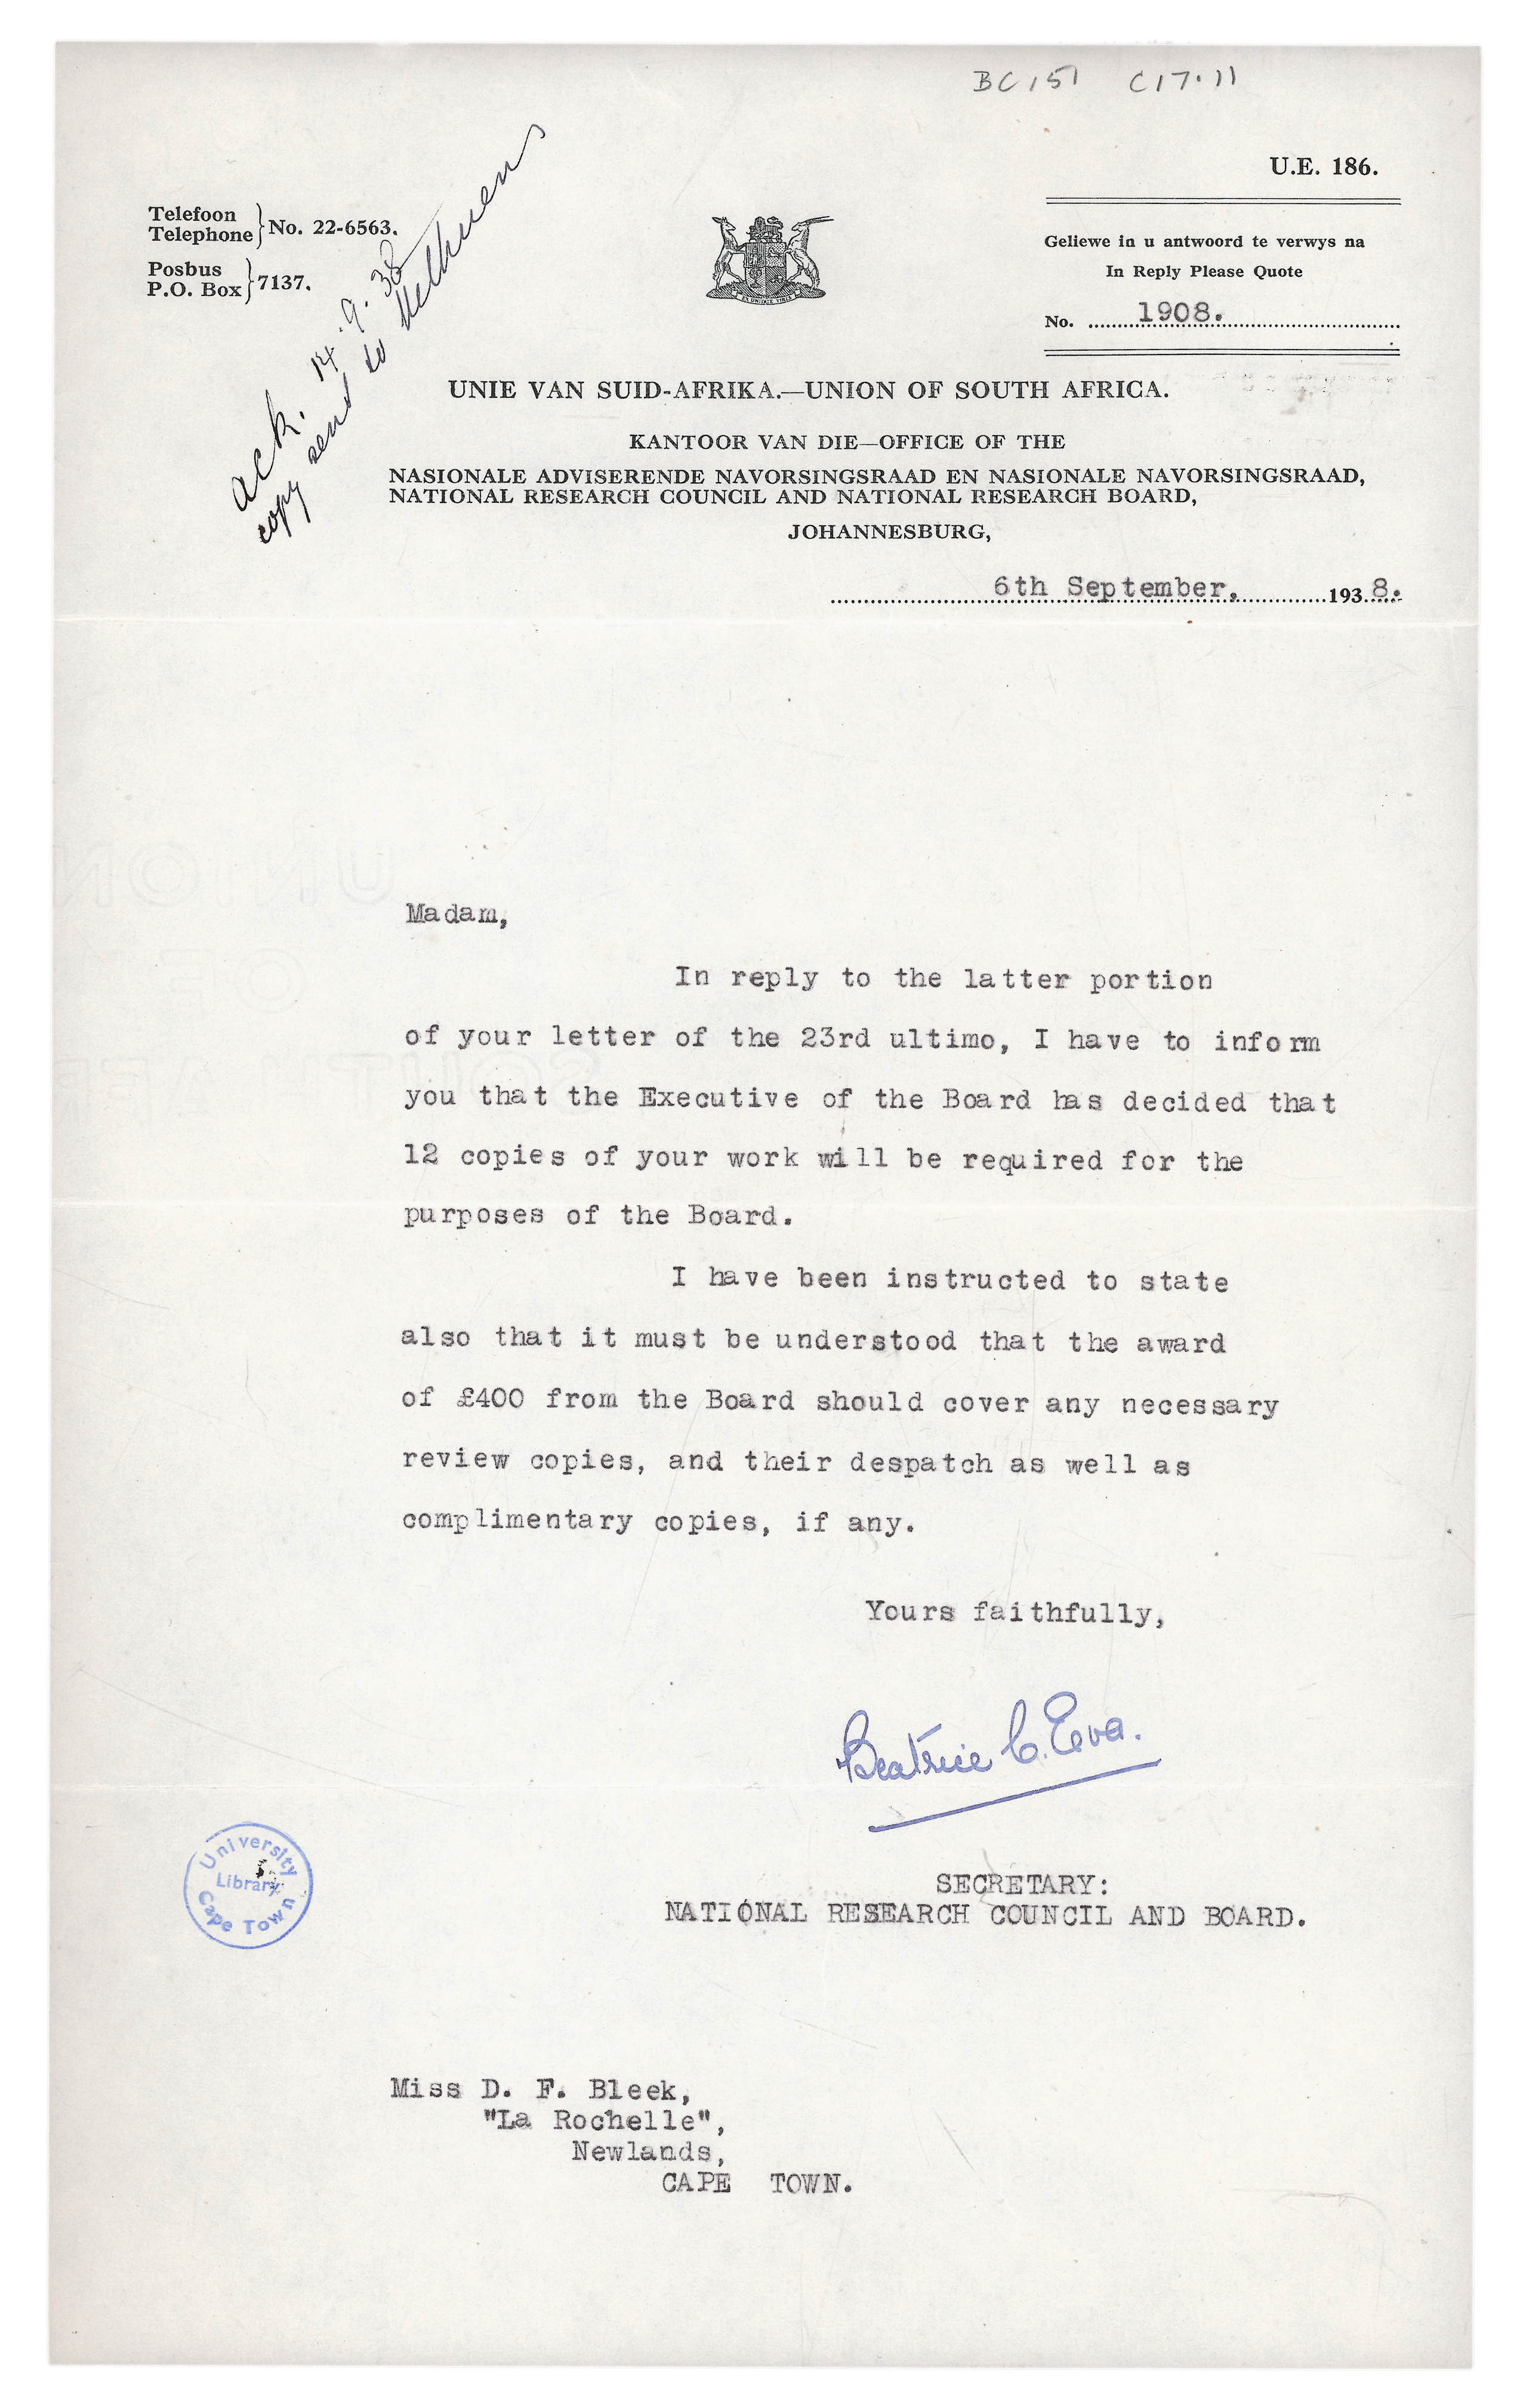 BC151 C17.11
U.E. 186.
Telefoon
Telephone
No. 22-6563.
Posbus
P.O. Box
7137.
ack. 14.9.38
copy send to Methuens
Geliewe in u antwoord te verwys na
In Reply Please Quote
No. 1908.
UNIE VAN SUID-AFRIKA.—UNION OF SOUTH AFRICA.
KANTOOR VAN DIE—OFFICE OF THE
NASIONALE ADVISERENDE NAVORSINGSRAAD EN NASIONALE NAVORSINGSRAAD,
NATIONAL RESEARCH COUNCIL AND NATIONAL RESEARCH BOARD,
JOHANNESBURG,
6th September, 1938.
Madam,
In reply to the latter portion
of your letter of the 23rd ultimo, I have to inform
you that the Executive of the Board has decided that
12 copies of your work will be required for the
purposes of the Board.
I have been instructed to state
also that it must be understood that the award
of £400 from the Board should cover any necessary
review copies, and their despatch as well as
complimentary copies, if any.
Yours faithfully,
Beatrice C. Eva.
SECRETARY:
NATIONAL RESEARCH COUNCIL AND BOARD.
University
Library
Cape Town
Miss D. F. Bleek,
"La Rochelle",
Newlands,
CAPE TOWN.